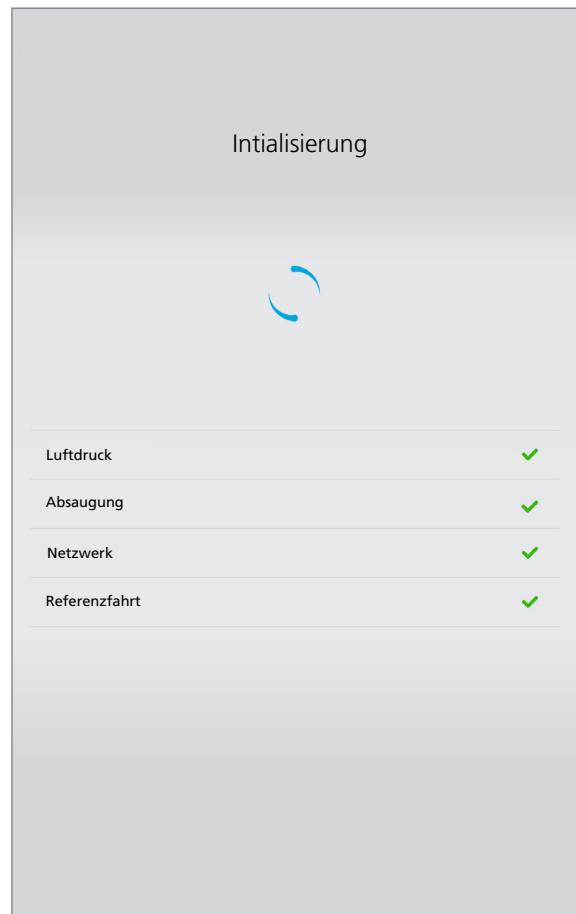 Intialisierung
Luftdruck
Absaugung
Netzwerk
Referenzfahrt